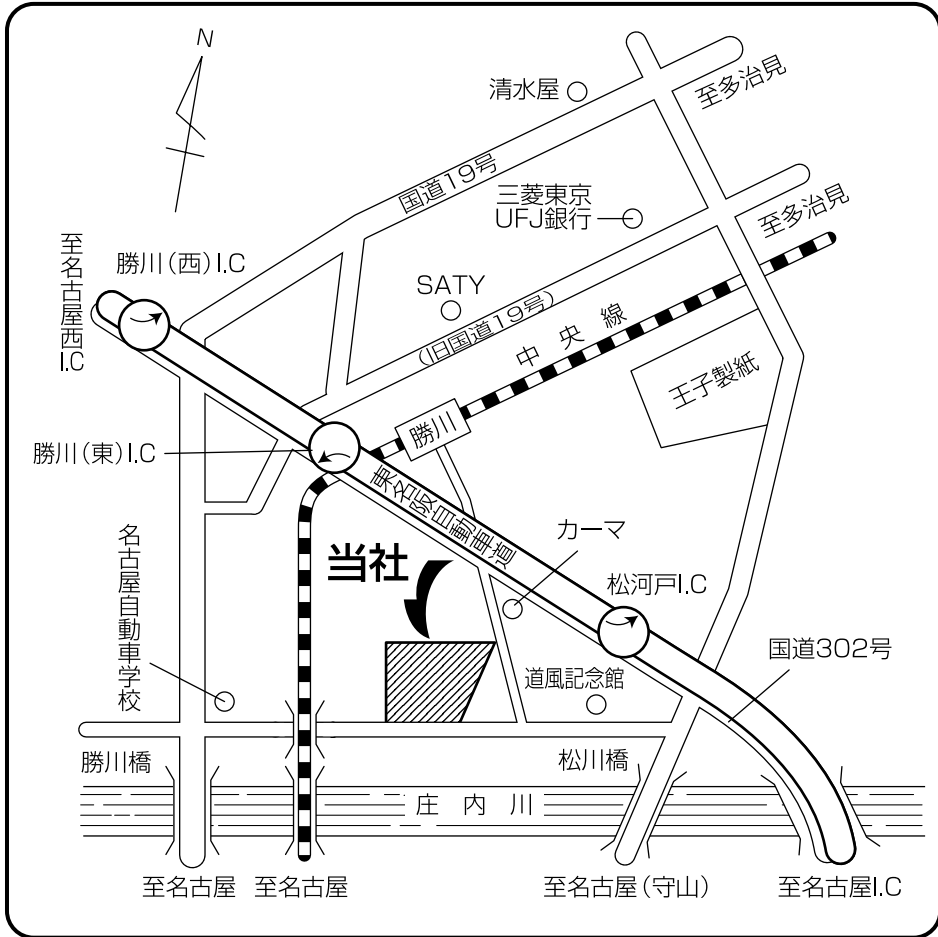 N
清水屋
至多治見
国道19号
三菱東京
UFJ銀行
至多治見
至名古屋西I.C
勝川(西)I.C
SATY
(旧国道19号)
中央線
王子製紙
勝川
勝川(東)I.C
東名阪自動車道
名古屋自動車学校
当社
カーマ
松河戸I.C
国道302号
道風記念館
勝川橋
松川橋
庄内川
至名古屋
至名古屋
至名古屋(守山)
至名古屋I.C